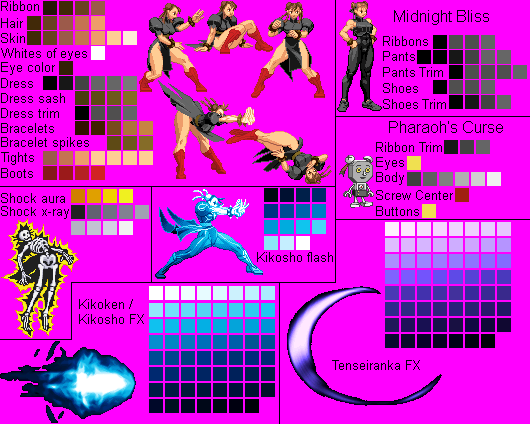 Ribbon
Hair
Skin
Whites of eyes
Eye color
Dress
Dress sash
Dress trim
Bracelets
Bracelet spikes
Tights
Boots
Midnight Bliss
Ribbons
Pants
Pants Trim
Shoes
Shoes Trim
Pharaoh's Curse
Ribbon Trim
Eyes
Body
Screw Center
Buttons
Shock aura
Shock x-ray
Kikosho flash
Kikoken /
Kikosho FX
Tenseiranka FX